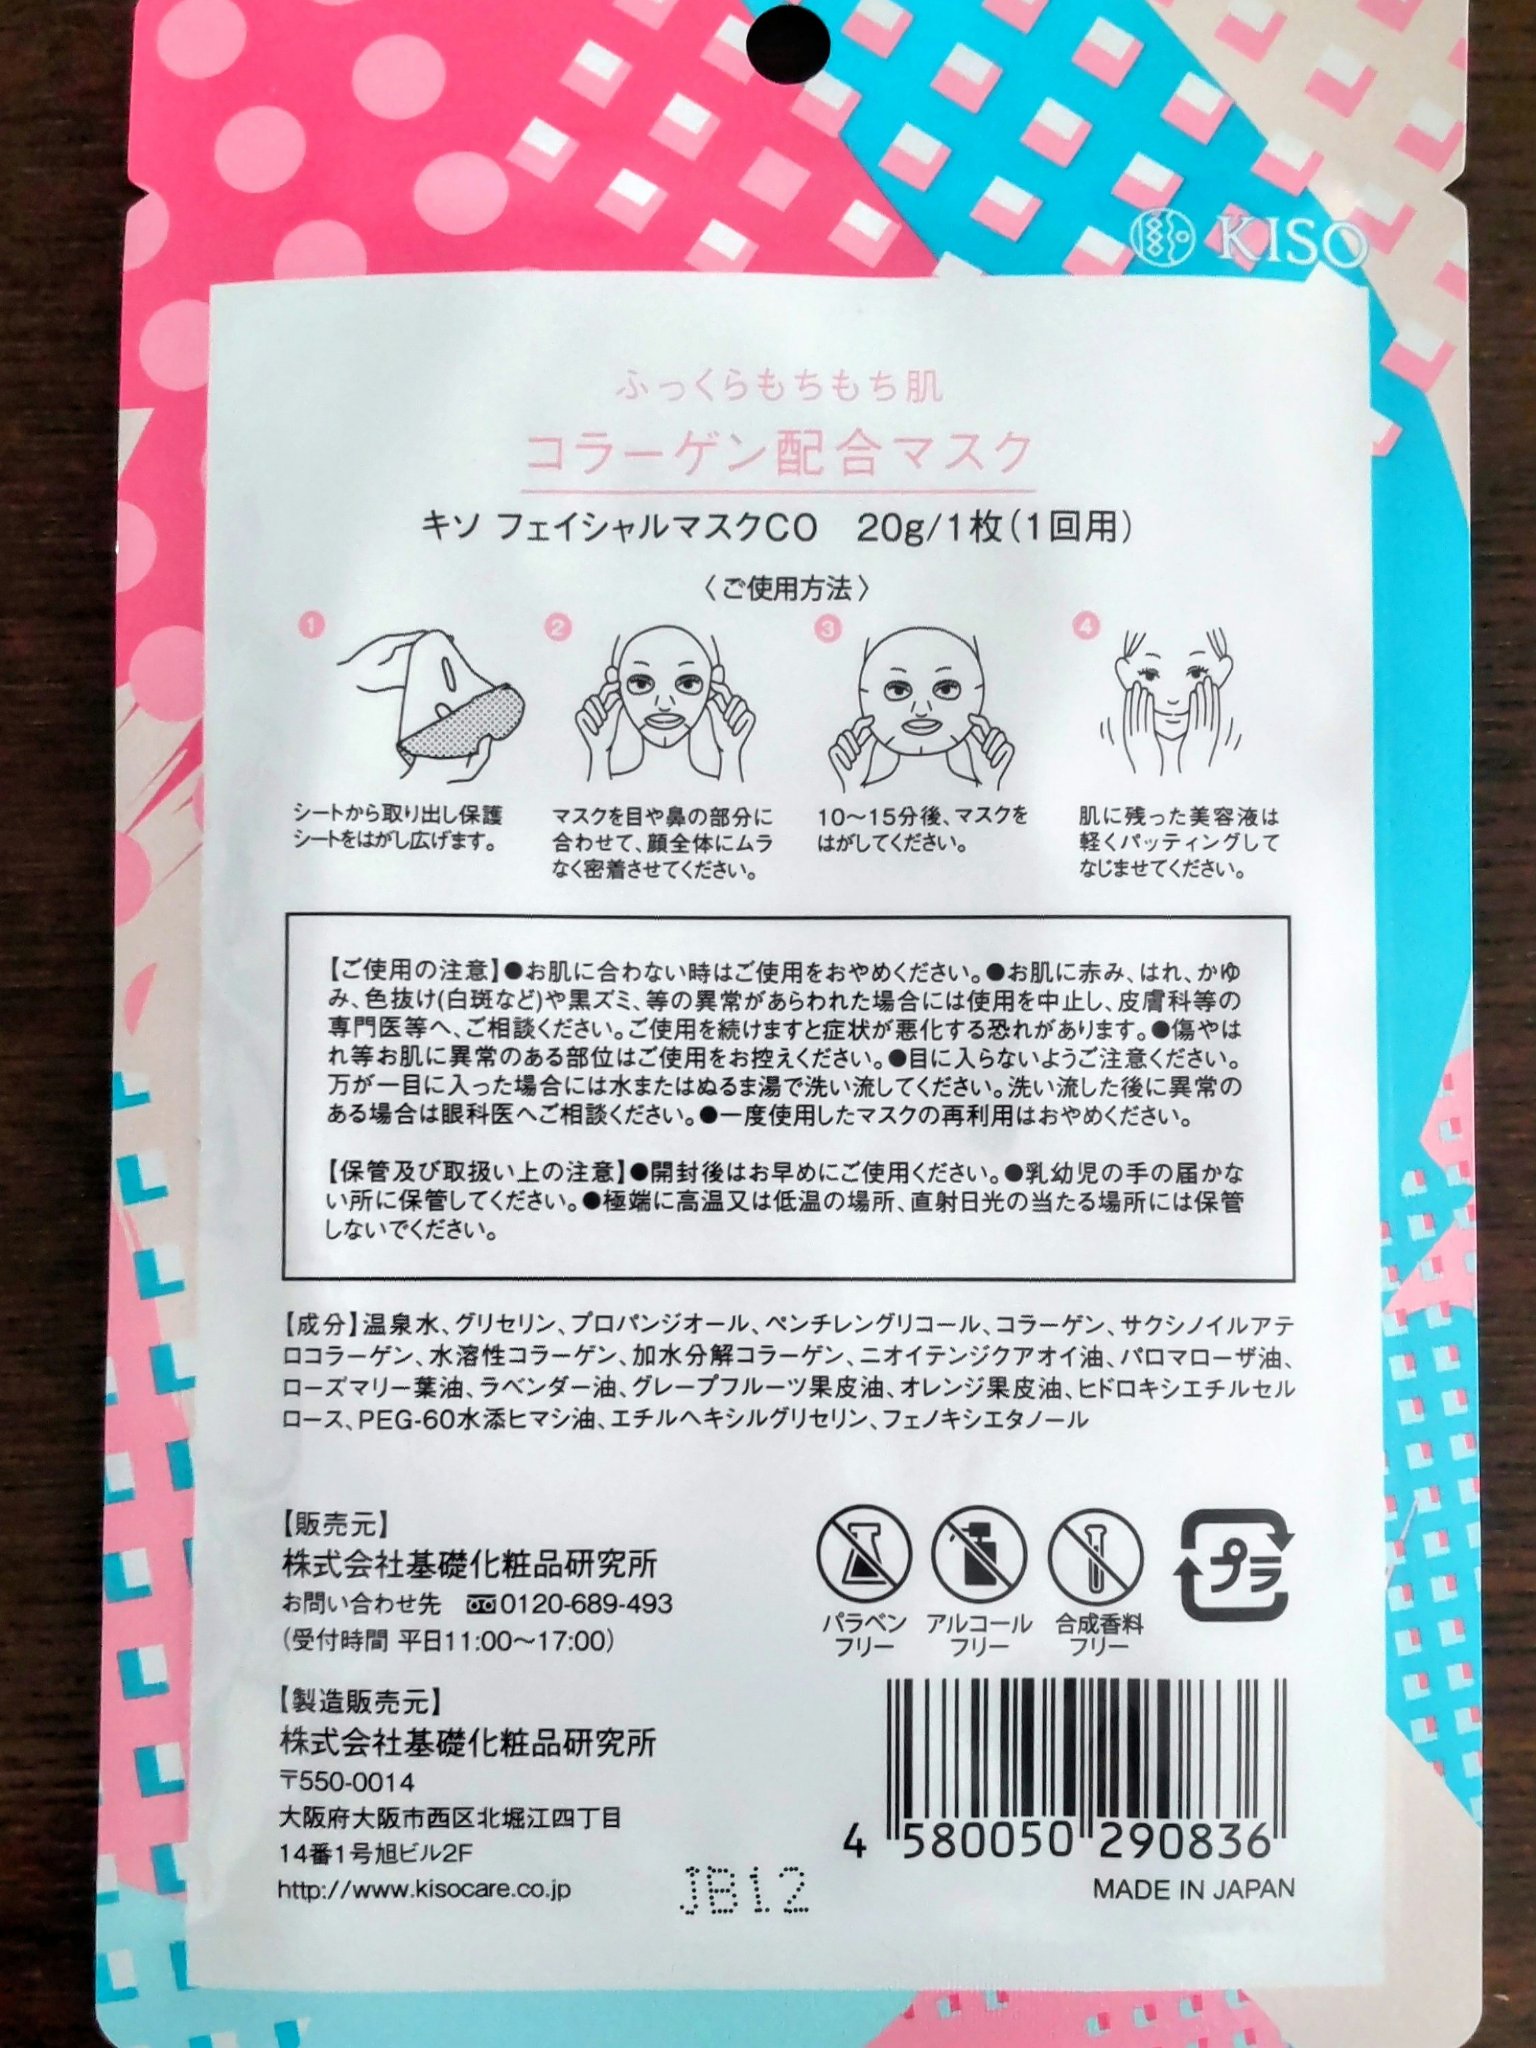 KISO
ふっくらもちもち肌
コラーゲン配合マスク
キソ フェイシャルマスクCO 20g/1枚(1回用)
〈ご使用方法〉
1
シートから取り出し保護
シートをはがし広げます。
2
マスクを目や鼻の部分に
合わせて、顔全体にムラ
なく密着させてください。
3
10〜15分後、マスクを
はがしてください。
4
肌に残った美容液は
軽くパッティングして
なじませてください。
【ご使用の注意】●お肌に合わない時はご使用をおやめください。●お肌に赤み、はれ、かゆ
み、色抜け(白斑など)や黒ズミ、等の異常があらわれた場合には使用を中止し、皮膚科等の
専門医等へ、ご相談ください。ご使用を続けますと症状が悪化する恐れがあります。●傷やは
れ等お肌に異常のある部位はご使用をお控えください。●目に入らないようご注意ください。
万が一目に入った場合には水またはぬるま湯で洗い流してください。洗い流した後に異常の
ある場合は眼科医へご相談ください。●一度使用したマスクの再利用はおやめください。
【保管及び取扱い上の注意】●開封後はお早めにご使用ください。●乳幼児の手の届かな
い所に保管してください。●極端に高温又は低温の場所、直射日光の当たる場所には保管
しないでください。
【成分】温泉水、グリセリン、プロパンジオール、ペンチレングリコール、コラーゲン、サクシノイルアテ
ロコラーゲン、水溶性コラーゲン、加水分解コラーゲン、ニオイテンジクアオイ油、パロマローザ油、
ローズマリー葉油、ラベンダー油、グレープフルーツ果皮油、オレンジ果皮油、ヒドロキシエチルセル
ロース、PEG-60水添ヒマシ油、エチルヘキシルグリセリン、フェノキシエタノール
【販売元】
株式会社基礎化粧品研究所
お問い合わせ先 0120-689-493
(受付時間 平日11:00〜17:00)
パラベン
フリー
アルコール
フリー
合成香料
フリー
プラ
【製造販売元】
株式会社基礎化粧品研究所
〒550-0014
大阪府大阪市西区北堀江四丁目
14番1号旭ビル2F
http://www.kisocare.co.jp
JB12
4 580050 290836
MADE IN JAPAN